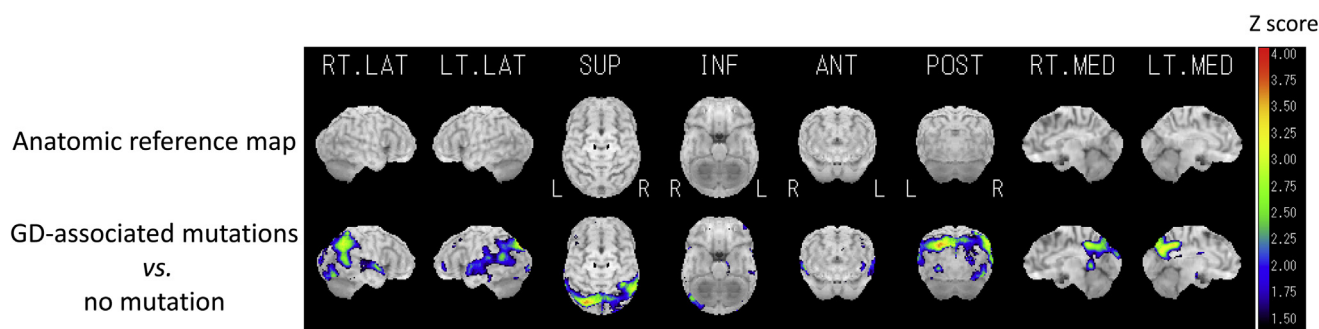 Z score
RT.LAT LT.LAT SUP INF ANT POST RT.MED LT.MED
4.00
3.75
3.50
3.25
3.00
2.75
2.50
2.25
2.00
1.75
1.50
Anatomic reference map
L R R L R L L R
GD-associated mutations
vs.
no mutation